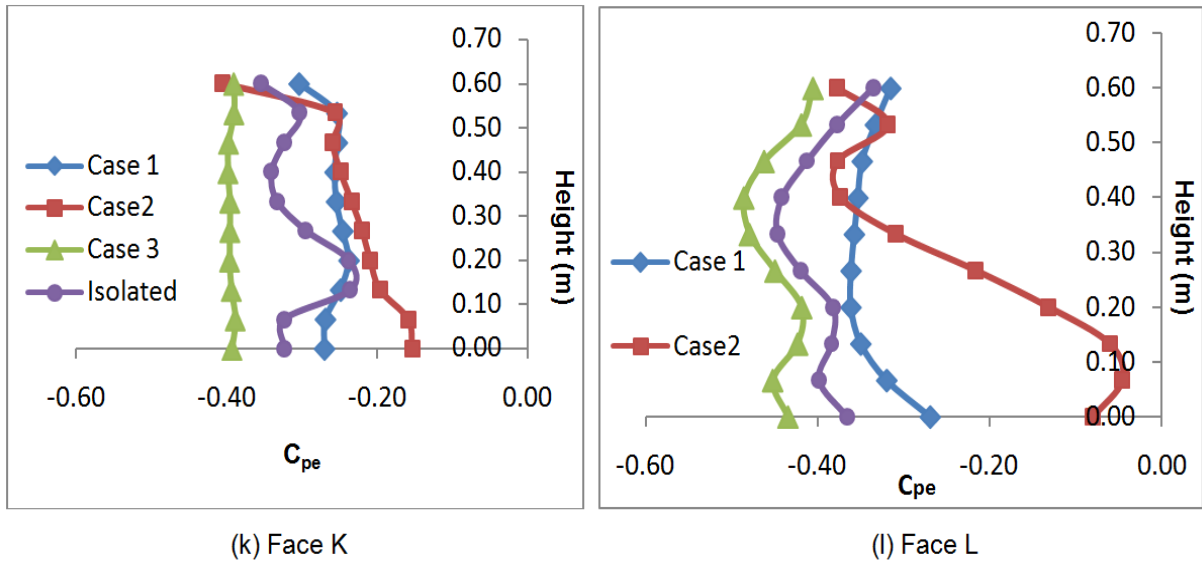 0.70
0.60
0.50
0.40
0.30
0.20
0.10
0.00
Height (m)
Case 1
Case2
Case 3
Isolated
-0.60
-0.40
-0.20
0.00
Cpe
(k) Face K
0.70
0.60
0.50
0.40
0.30
0.20
0.10
0.00
Height (m)
Case 1
Case2
-0.60
-0.40
-0.20
0.00
Cpe
(l) Face L